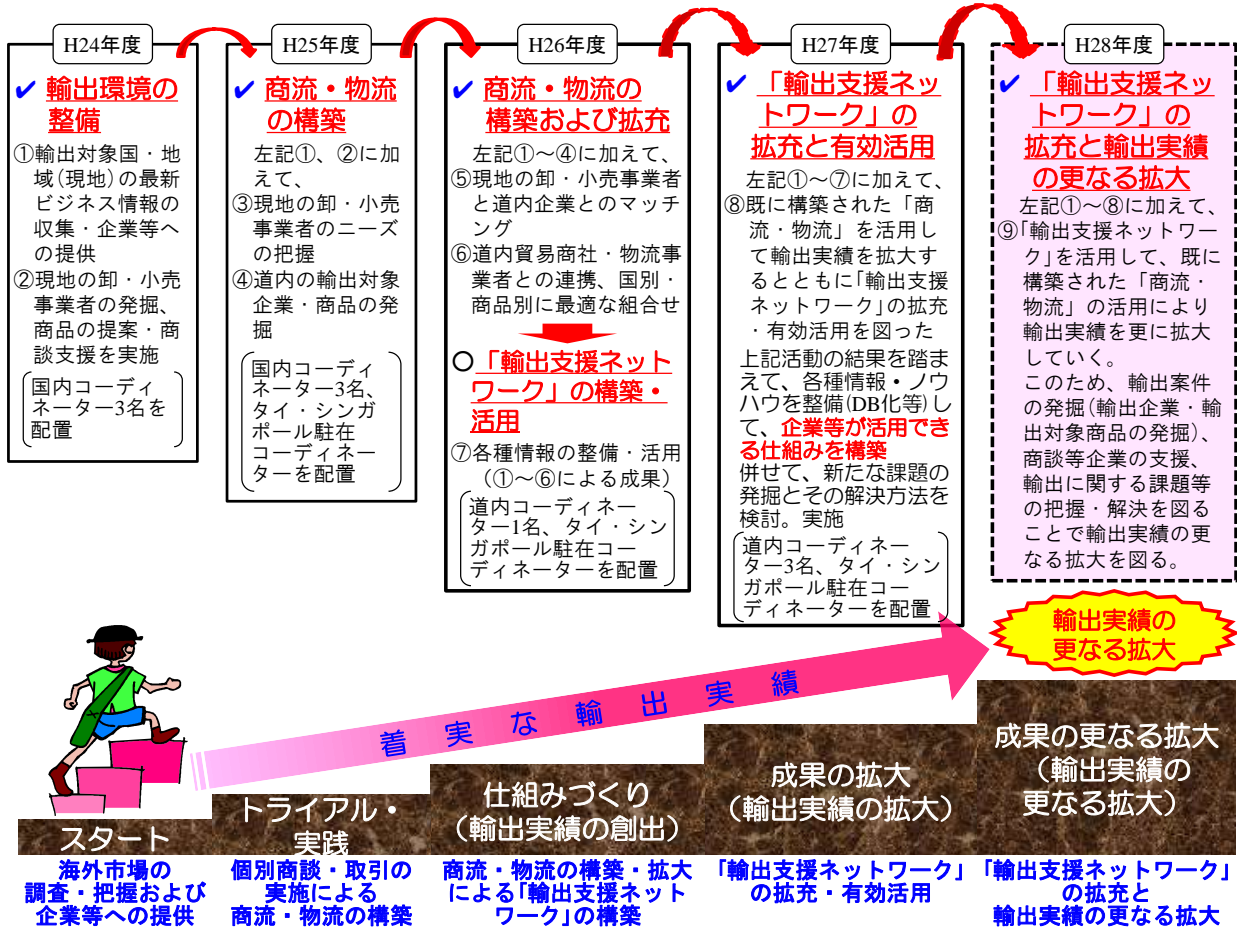 H24年度
✔ 輸出環境の
整備
①輸出対象国・地
域(現地)の最新
ビジネス情報の
収集・企業等へ
の提供
②現地の卸・小売
事業者の発掘、
商品の提案・商
談支援を実施
国内コーディ
ネーター3名を
配置
H25年度
✔ 商流・物流
の構築
左記①、②に加
えて、
③現地の卸・小売
事業者のニーズ
の把握
④道内の輸出対象
企業・商品の発
掘
国内コーディ
ネーター3名、
タイ・シンガ
ポール駐在
コーディネー
ターを配置
H26年度
✔ 商流・物流の
構築および拡充
左記①～④に加えて、
⑤現地の卸・小売事業者
と道内企業とのマッチ
ング
⑥道内貿易商社・物流事
業者との連携、国別・
商品別に最適な組合せ
○「輸出支援ネット
ワーク」の構築・
活用
⑦各種情報の整備・活用
（①～⑥による成果）
道内コーディネー
ター1名、タイ・シン
ガポール駐在コー
ディネーターを配置
H27年度
✔ 「輸出支援ネッ
トワーク」の
拡充と有効活用
左記①～⑦に加えて、
⑧既に構築された「商
流・物流」を活用し
て輸出実績を拡大す
るとともに「輸出支援
ネットワーク」の拡充
・有効活用を図った
上記活動の結果を踏ま
えて、各種情報・ノウ
ハウを整備(DB化等)し
て、企業等が活用でき
る仕組みを構築
併せて、新たな課題の
発掘とその解決方法を
検討。実施
道内コーディネー
ター3名、タイ・シン
ガポール駐在コー
ディネーターを配置
H28年度
✔ 「輸出支援ネッ
トワーク」の
拡充と輸出実績
の更なる拡大
左記①～⑧に加えて、
⑨「輸出支援ネットワー
ク」を活用して、既に
構築された「商流・
物流」の活用により
輸出実績を更に拡大
していく。
このため、輸出案件
の発掘(輸出企業・輸
出対象商品の発掘)、
商談等企業の支援、
輸出に関する課題等
の把握・解決を図る
ことで輸出実績の更
なる拡大を図る。
輸出実績の
更なる拡大
着実な輸出実績
スタート
トライアル・
実践
仕組みづくり
（輸出実績の創出）
成果の拡大
（輸出実績の拡大）
成果の更なる拡大
（輸出実績の
更なる拡大）
海外市場の
調査・把握および
企業等への提供
個別商談・取引の
実施による
商流・物流の構築
商流・物流の構築・拡大
による「輸出支援ネット
ワーク」の構築
「輸出支援ネットワーク」
の拡充・有効活用
「輸出支援ネットワーク」
の拡充と
輸出実績の更なる拡大